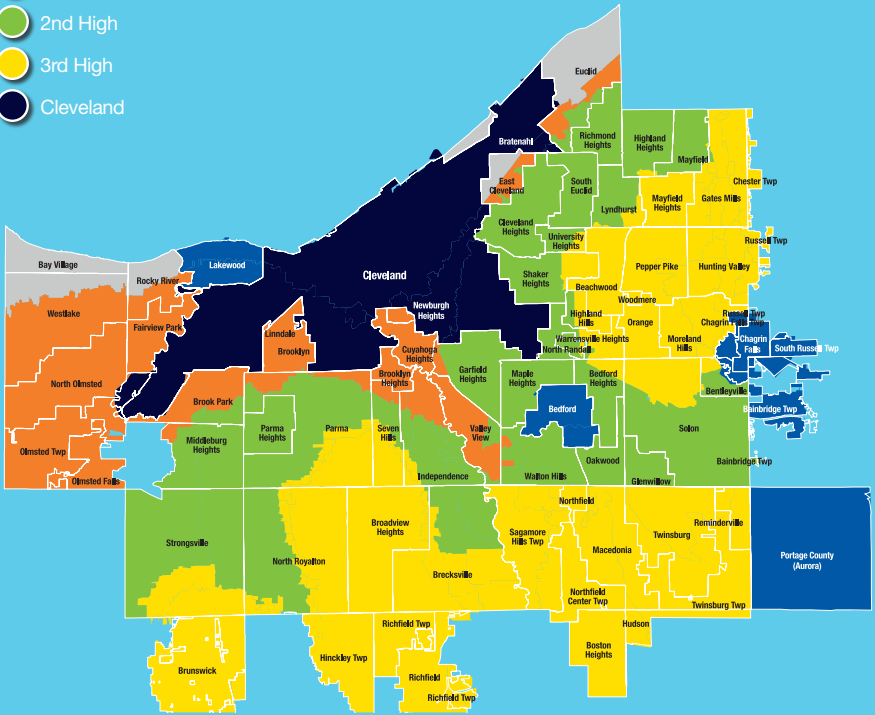 2nd High
3rd High
Cleveland
Euclid
Bratenahl
Richmond
Heights
Highland
Heights
Mayfield
East
Cleveland
South
Euclid
Chester Twp
Lyndhurst
Mayfield
Heights
Gates Mills
Cleveland
Heights
University
Heights
Russell Twp
Bay Village
Rocky River
Lakewood
Cleveland
Shaker
Heights
Beachwood
Pepper Pike
Hunting Valley
Woodmere
Westlake
Fairview Park
Linndale
Brooklyn
Newburgh
Heights
Highland
Hills
Orange
Warrensville Heights
North Randall
Moreland
Hills
Chagrin
Falls
South Russell Twp
Cuyahoga
Heights
Brooklyn
Heights
Garfield
Heights
Maple
Heights
Bedford
Heights
North Olmsted
Brook Park
Bentleyville
Bainbridge Twp
Bedford
Middleburg
Heights
Parma
Heights
Parma
Seven
Hills
Valley
View
Solon
Olmsted Twp
Olmsted Falls
Independence
Walton Hills
Oakwood
Glenwillow
Bainbridge Twp
Strongsville
North Royalton
Broadview
Heights
Brecksville
Northfield
Sagamore
Hills Twp
Macedonia
Twinsburg
Reminderville
Portage County
(Aurora)
Northfield
Center Twp
Twinsburg Twp
Brunswick
Hinckley Twp
Richfield Twp
Richfield
Richfield Twp
Boston
Heights
Hudson